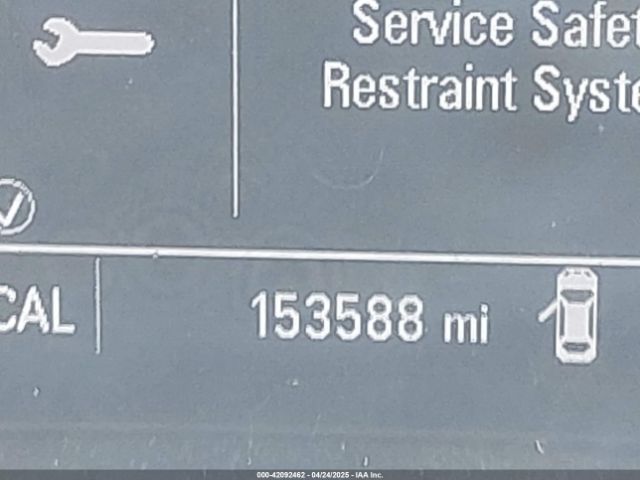 Service Safet
Restraint Syste
CAL
153588 mi
000-42092462 - 04/24/2025 - IAA Inc.